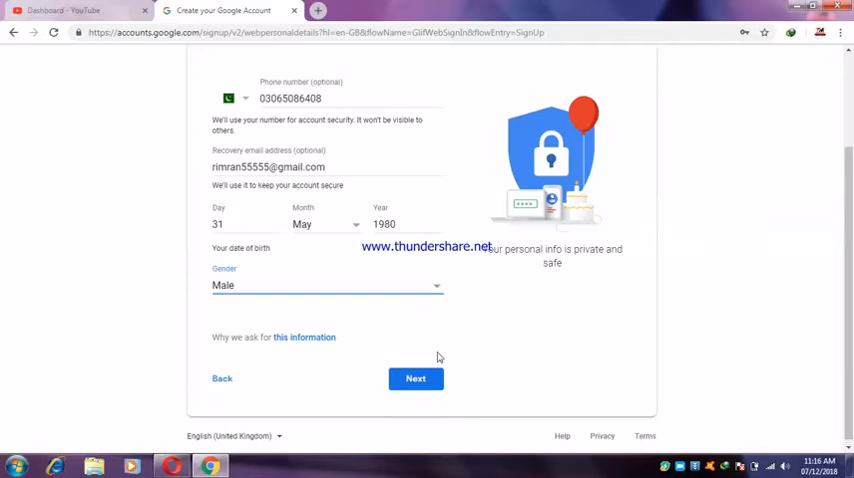 Dashboard - YouTube
Create your Google Account
https://accounts.google.com/signup/v2/webpersonaldetails?hl=en-GB&flowName=GlifWebSignIn&flowEntry=SignUp
Phone number (optional)
03065086408
We'll use your number for account security. It won't be visible to
others.
Recovery email address (optional)
rimran55555@gmail.com
We'll use it to keep your account secure
Day
Month
Year
31
May
1980
www.thundershare.net
Your date of birth
Your personal info is private and
safe
Gender
Male
Why we ask for this information
Back
Next
English (United Kingdom)
Help
Privacy
Terms
11:16 AM
07/12/2018